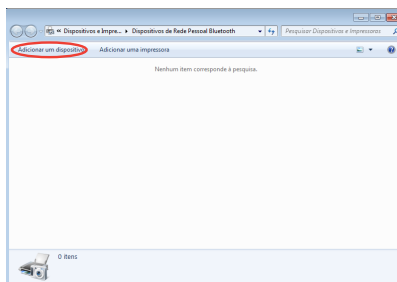 « Dispositivos e Impre... ▸ Dispositivos de Rede Pessoal Bluetooth
Pesquisar Dispositivos e Impressoras
Adicionar um dispositivo
Adicionar uma impressora
Nenhum item corresponde à pesquisa.
0 itens